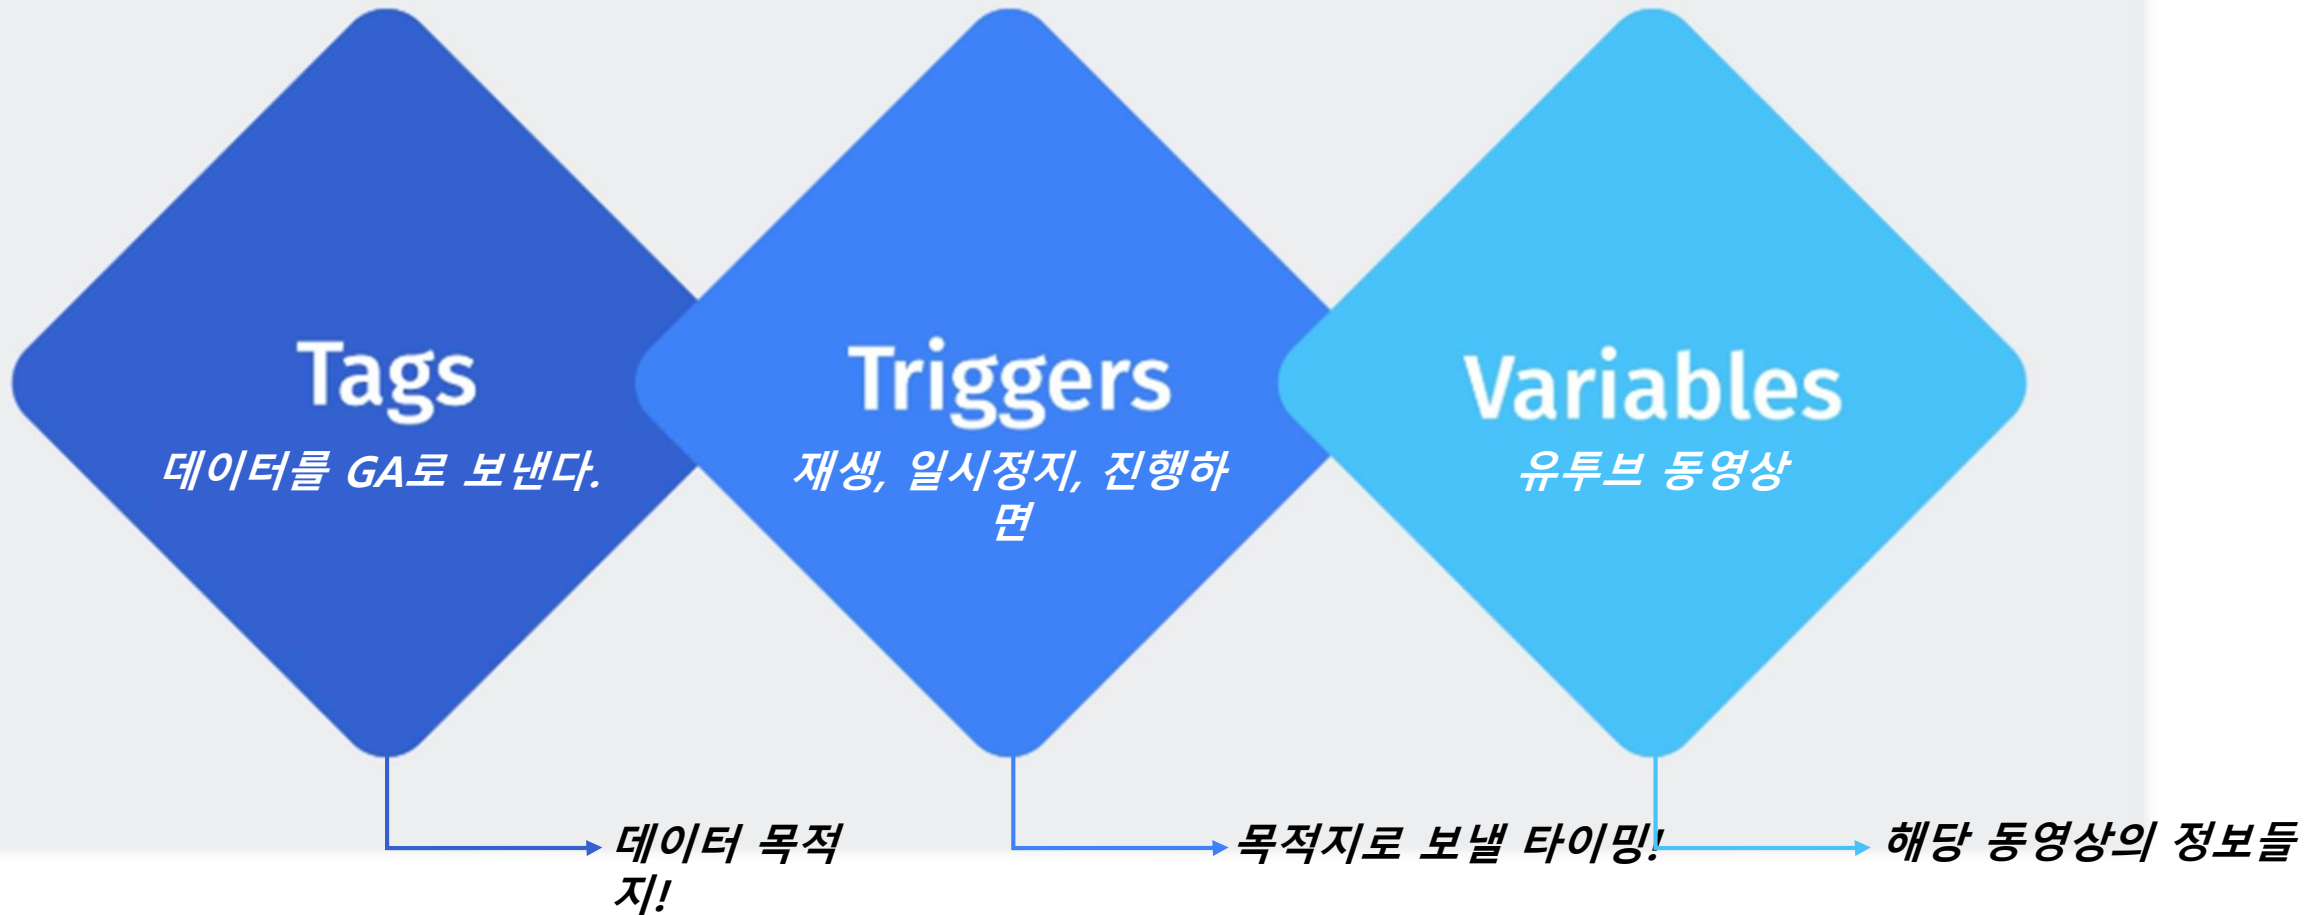 Tags
데이터를 GA로 보낸다.
Triggers
재생, 일시정지, 진행하
면
Variables
유투브 동영상
데이터 목적
지!
목적지로 보낼 타이밍!
해당 동영상의 정보들